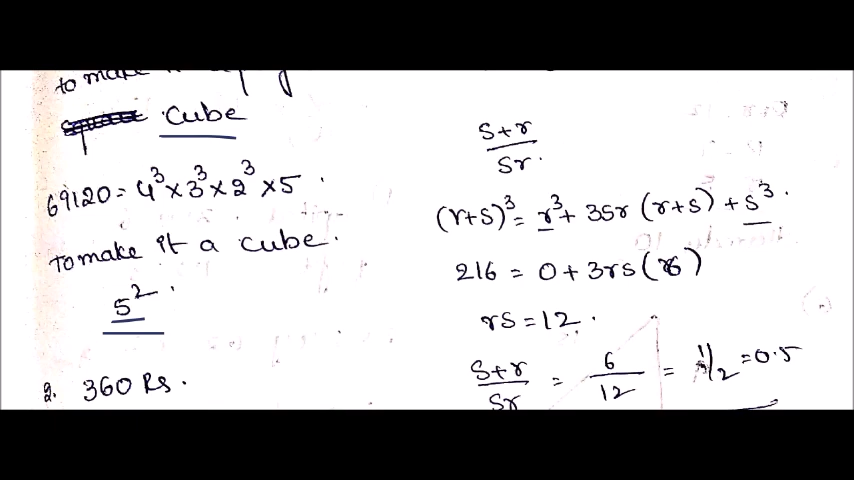 to make
cube
69120 = 4³ × 3³ × 2³ × 5.
To make it a cube.
5².
2. 360 Rs.
s+r/sr.
(r+s)³ = r³ + 3sr (r+s) + s³.
216 = 0 + 3rs (6)
rs = 12.
s+r/sr = 6/12 = 1/2 = 0.5